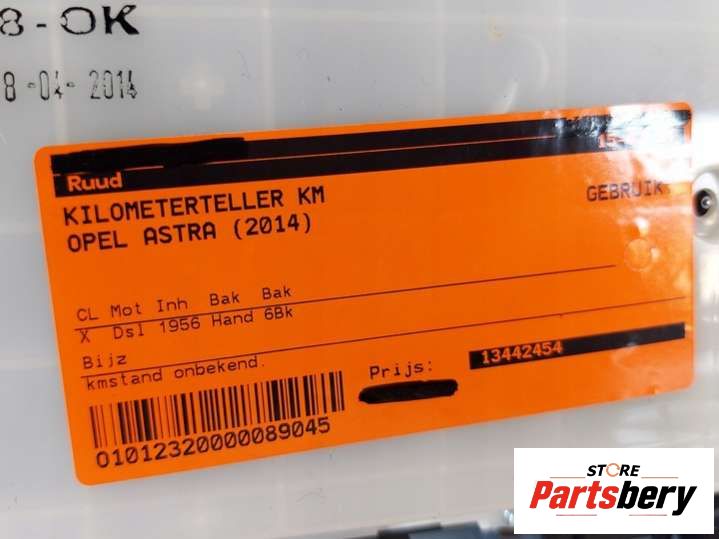 8-OK
8-04-2014
Ruud
KILOMETERTELLER KM GEBRUIK
OPEL ASTRA (2014)
CL Mot Inh Bak Bak
X Dsl 1956 Hand 6Bk
Bijz
kmstand onbekend.
Prijs: 13442454
01012320000089045
STORE
Partsbery